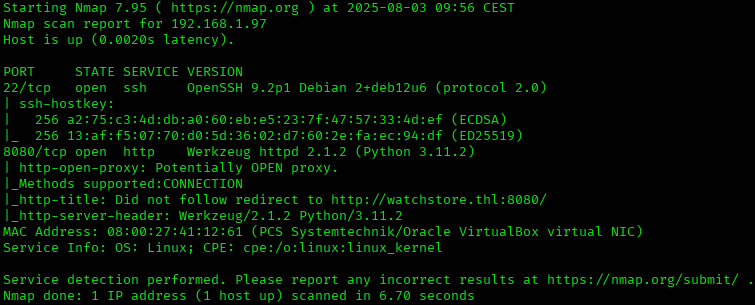 Starting Nmap 7.95 ( https://nmap.org ) at 2025-08-03 09:56 CEST
Nmap scan report for 192.168.1.97
Host is up (0.0020s latency).

PORT     STATE SERVICE VERSION
22/tcp   open  ssh     OpenSSH 9.2p1 Debian 2+deb12u6 (protocol 2.0)
| ssh-hostkey:
|   256 a2:75:c3:4d:db:a0:60:eb:e5:23:7f:47:57:33:4d:ef (ECDSA)
|_  256 13:af:f5:07:70:d0:5d:36:02:d7:60:2e:fa:ec:94:df (ED25519)
8080/tcp open  http    Werkzeug httpd 2.1.2 (Python 3.11.2)
| http-open-proxy: Potentially OPEN proxy.
|_Methods supported:CONNECTION
|_http-title: Did not follow redirect to http://watchstore.thl:8080/
|_http-server-header: Werkzeug/2.1.2 Python/3.11.2
MAC Address: 08:00:27:41:12:61 (PCS Systemtechnik/Oracle VirtualBox virtual NIC)
Service Info: OS: Linux; CPE: cpe:/o:linux:linux_kernel

Service detection performed. Please report any incorrect results at https://nmap.org/submit/ .
Nmap done: 1 IP address (1 host up) scanned in 6.70 seconds